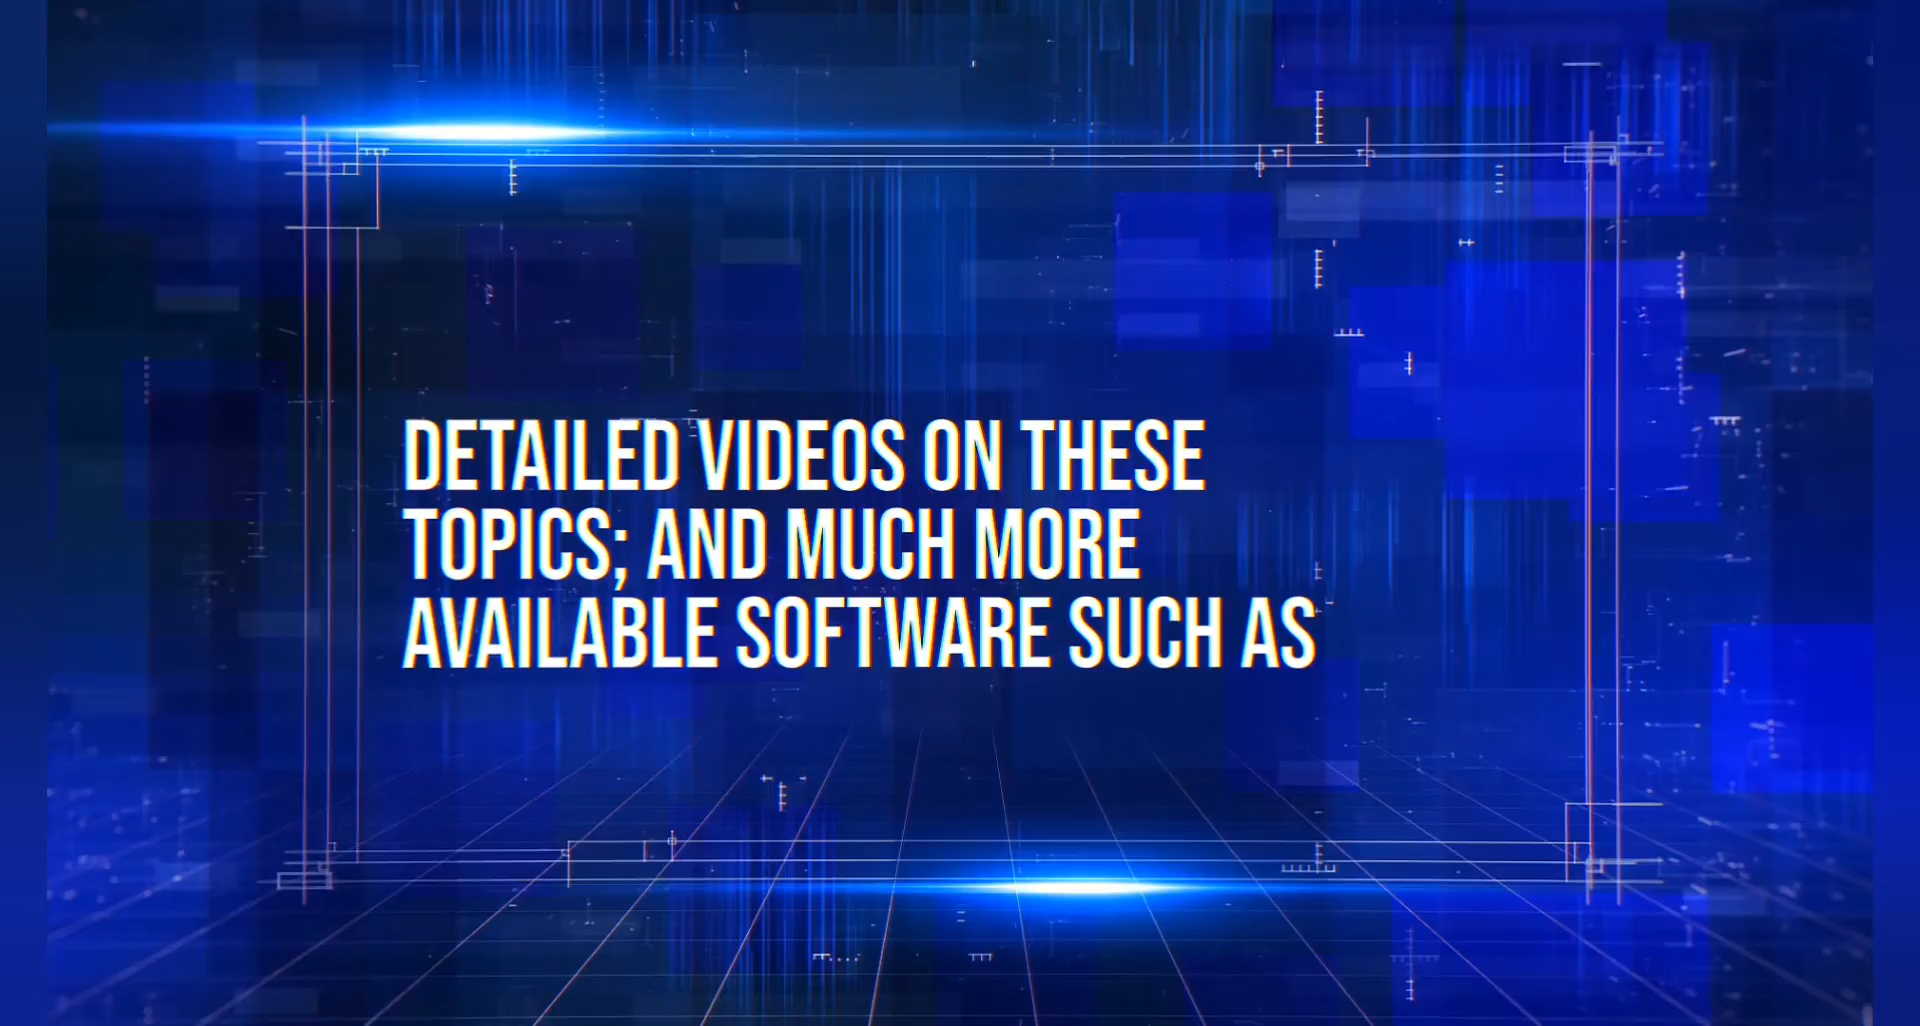 DETAILED VIDEOS ON THESE
TOPICS; AND MUCH MORE
AVAILABLE SOFTWARE SUCH AS